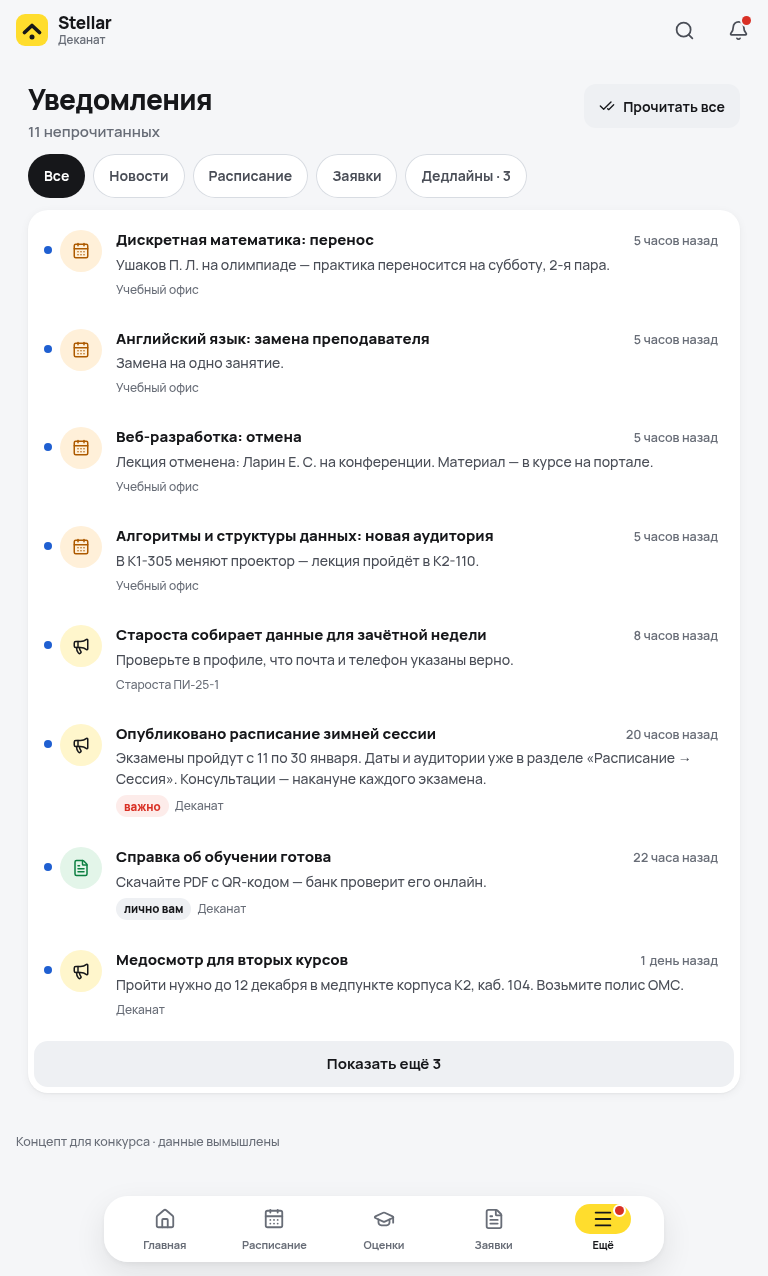 Stellar
Деканат
Уведомления
11 непрочитанных
Прочитать все
Все
Новости
Расписание
Заявки
Дедлайны · 3
Дискретная математика: перенос
5 часов назад
Ушаков П. Л. на олимпиаде — практика переносится на субботу, 2-я пара.
Учебный офис
Английский язык: замена преподавателя
5 часов назад
Замена на одно занятие.
Учебный офис
Веб-разработка: отмена
5 часов назад
Лекция отменена: Ларин Е. С. на конференции. Материал — в курсе на портале.
Учебный офис
Алгоритмы и структуры данных: новая аудитория
5 часов назад
В К1-305 меняют проектор — лекция пройдёт в К2-110.
Учебный офис
Староста собирает данные для зачётной недели
8 часов назад
Проверьте в профиле, что почта и телефон указаны верно.
Староста ПИ-25-1
Опубликовано расписание зимней сессии
20 часов назад
Экзамены пройдут с 11 по 30 января. Даты и аудитории уже в разделе «Расписание →
Сессия». Консультации — накануне каждого экзамена.
важно Деканат
Справка об обучении готова
22 часа назад
Скачайте PDF с QR-кодом — банк проверит его онлайн.
лично вам Деканат
Медосмотр для вторых курсов
1 день назад
Пройти нужно до 12 декабря в медпункте корпуса К2, каб. 104. Возьмите полис ОМС.
Деканат
Показать ещё 3
Концепт для конкурса · данные вымышлены
Главная
Расписание
Оценки
Заявки
Ещё